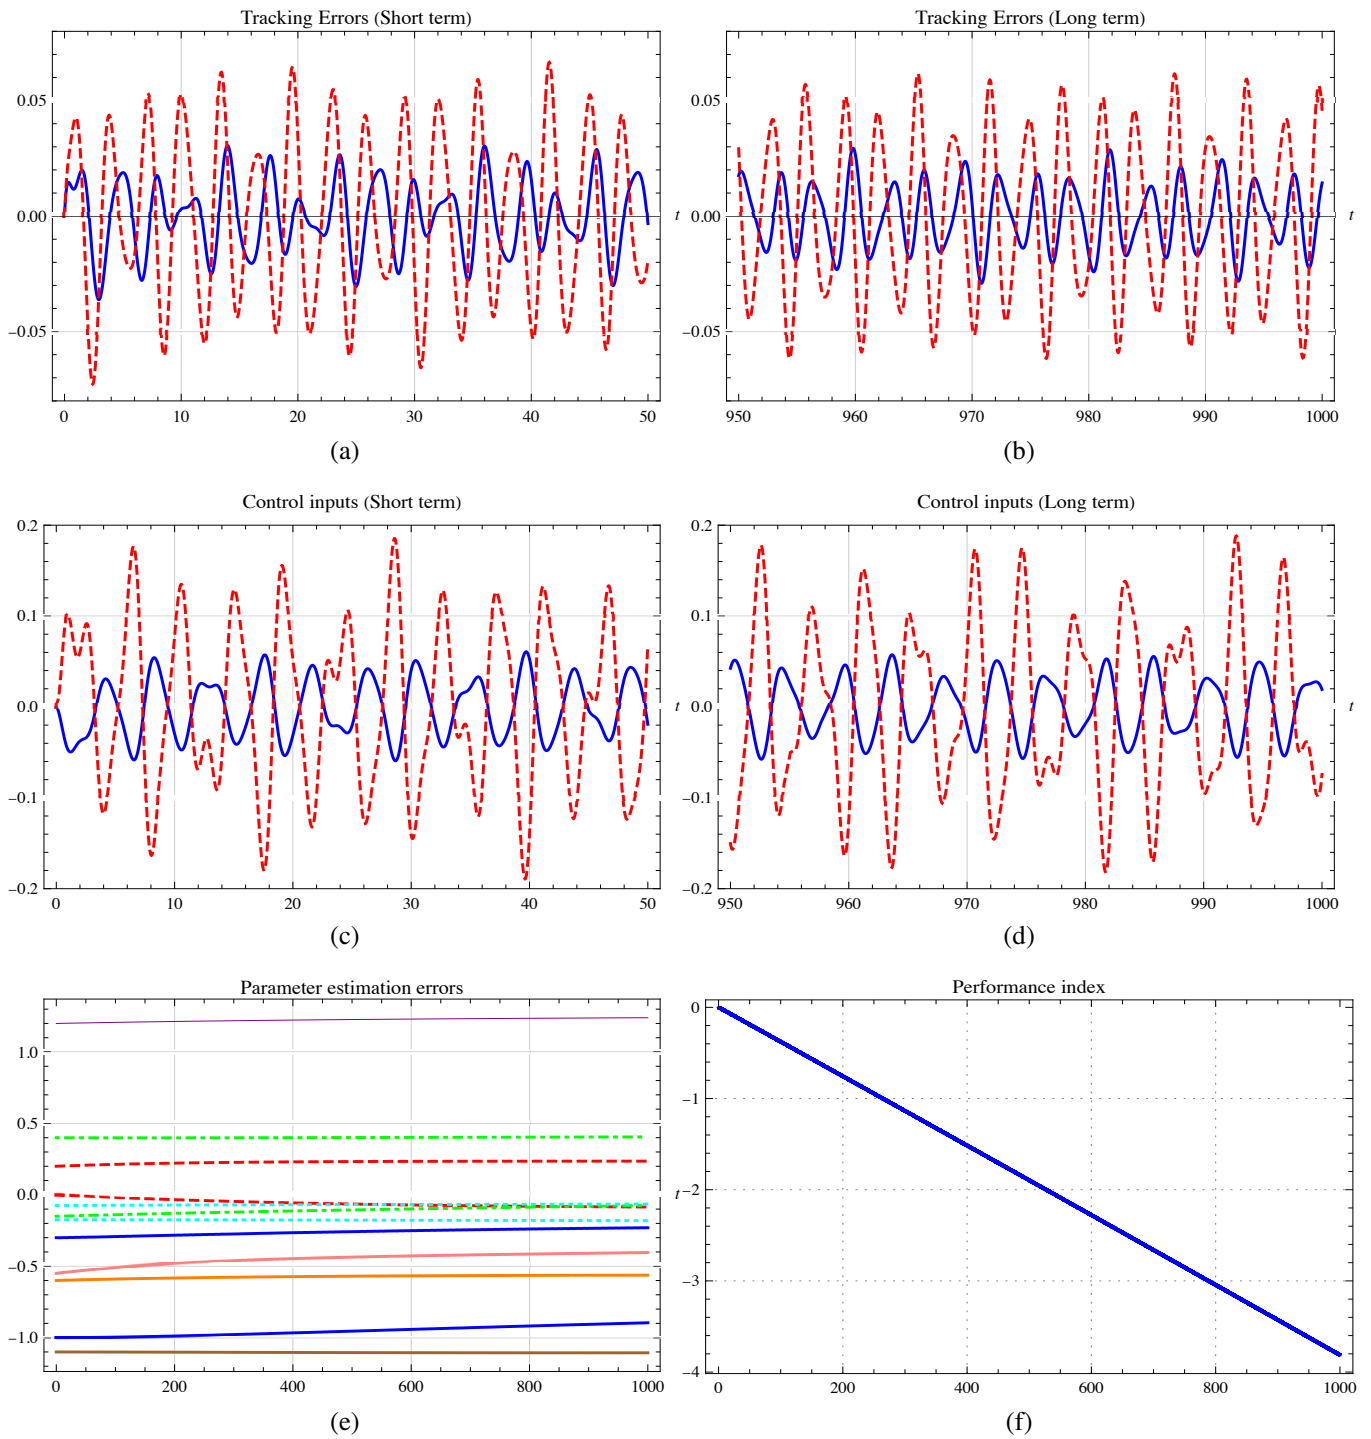 Tracking Errors (Short term)
0.05
0.00
−0.05
0 10 20 30 40 50
t
(a)
Tracking Errors (Long term)
0.05
0.00
−0.05
950 960 970 980 990 1000
t
(b)
Control inputs (Short term)
0.2
0.1
0.0
−0.1
−0.2
0 10 20 30 40 50
t
(c)
Control inputs (Long term)
0.2
0.1
0.0
−0.1
−0.2
950 960 970 980 990 1000
t
(d)
Parameter estimation errors
1.0
0.5
0.0
−0.5
−1.0
0 200 400 600 800 1000
t
(e)
Performance index
0
−1
−2
−3
−4
0 200 400 600 800 1000
(f)